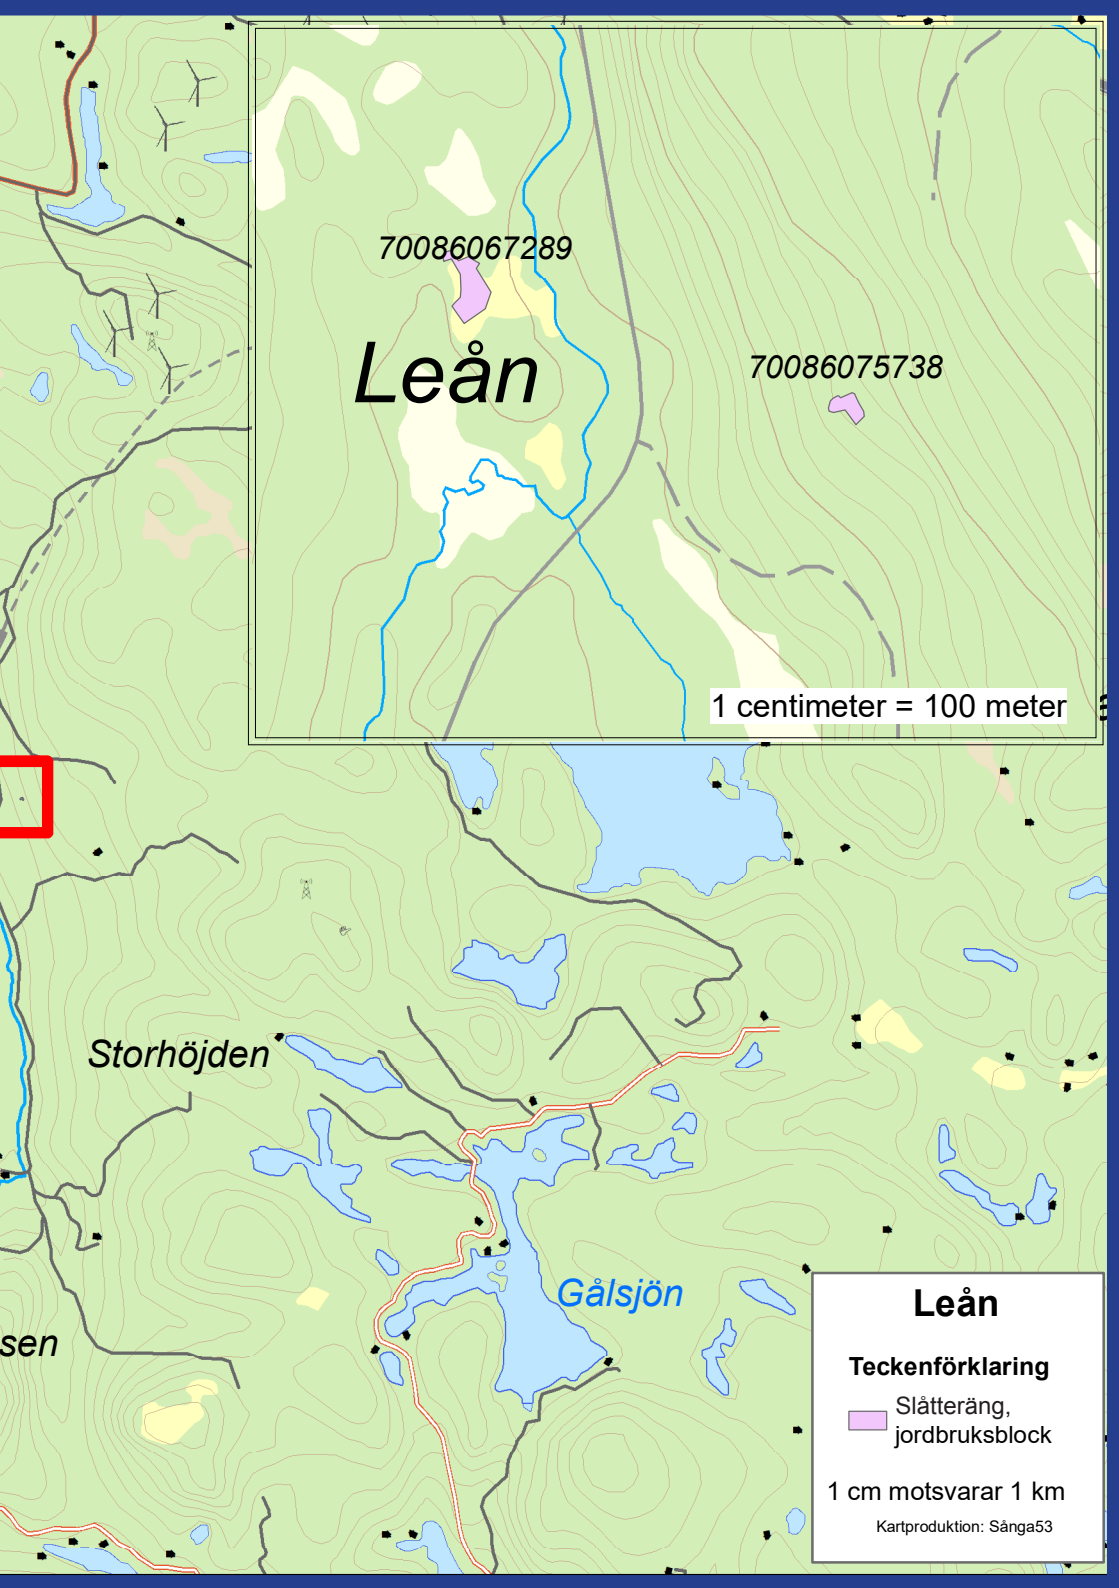 70086067289
Leån
70086075738
1 centimeter = 100 meter
Storhöjden
Gålsjön
sen
Leån
Teckenförklaring
Slåtteräng,
jordbruksblock
1 cm motsvarar 1 km
Kartproduktion: Sånga53